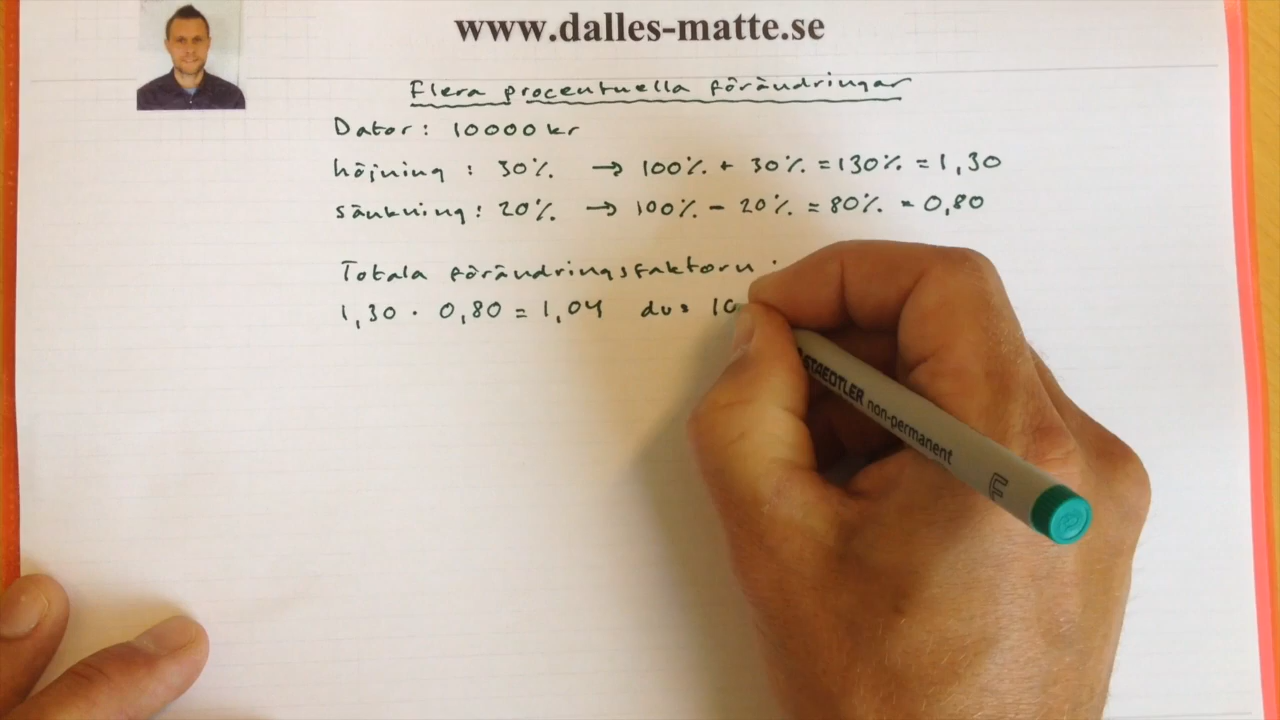 www.dalles-matte.se
Flera procentuella förändringar
Dator: 10000 kr
höjning: 30% → 100% + 30% = 130% = 1,30
sänkning: 20% → 100% - 20% = 80% = 0,80
Totala förändringsfaktorn:
1,30 · 0,80 = 1,04 dvs 10
STAEDTLER non-permanent F